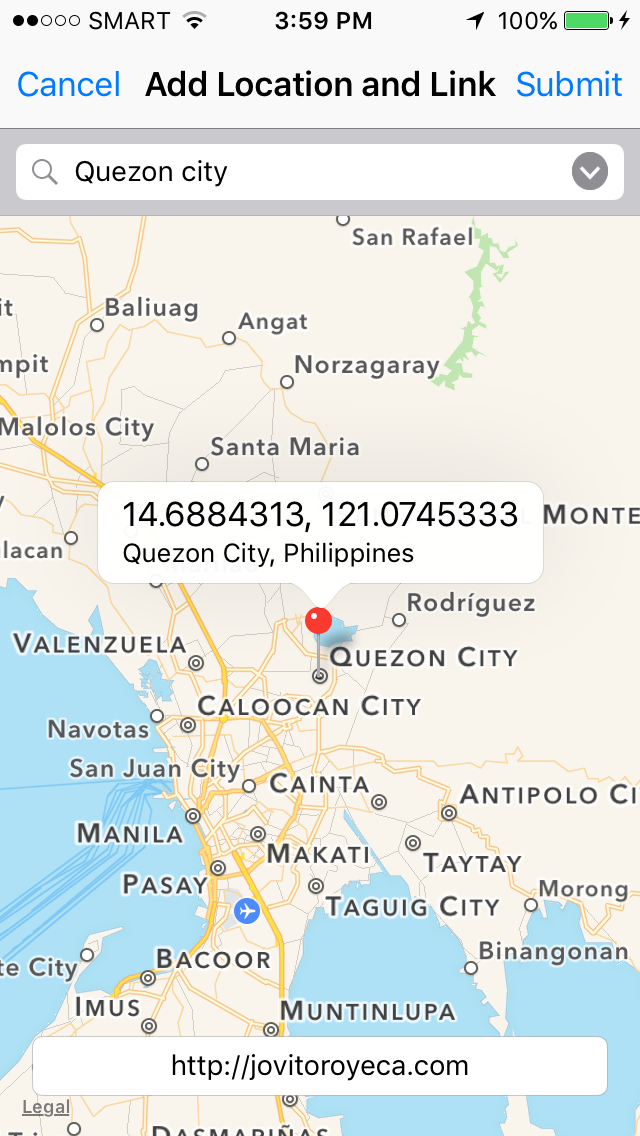 SMART 3:59 PM 100%
Cancel Add Location and Link Submit
Quezon city
San Rafael
Baliuag
Angat
Norzagaray
Malolos City
Santa Maria
14.6884313, 121.0745333
MONTE
Quezon City, Philippines
Rodríguez
VALENZUELA
QUEZON CITY
CALOOCAN CITY
Navotas
San Juan City
CAINTA
ANTIPOLO CI
MANILA
MAKATI
TAYTAY
PASAY
Morong
TAGUIG CITY
Binangonan
BACOOR
te City
IMUS
MUNTINLUPA
http://jovitoroyeca.com
Legal
DASMARIÑAS